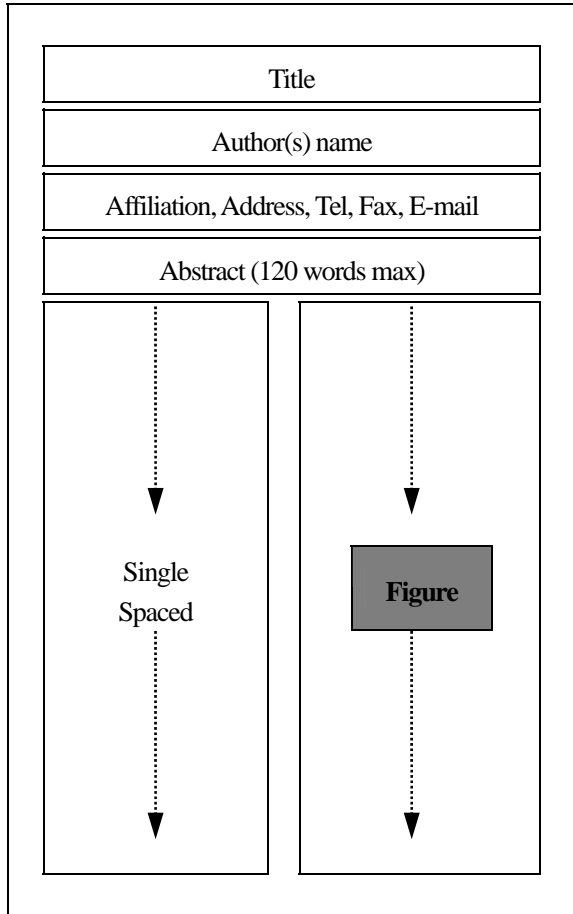 Title
Author(s) name
Affiliation, Address, Tel, Fax, E-mail
Abstract (120 words max)
Single
Spaced
Figure